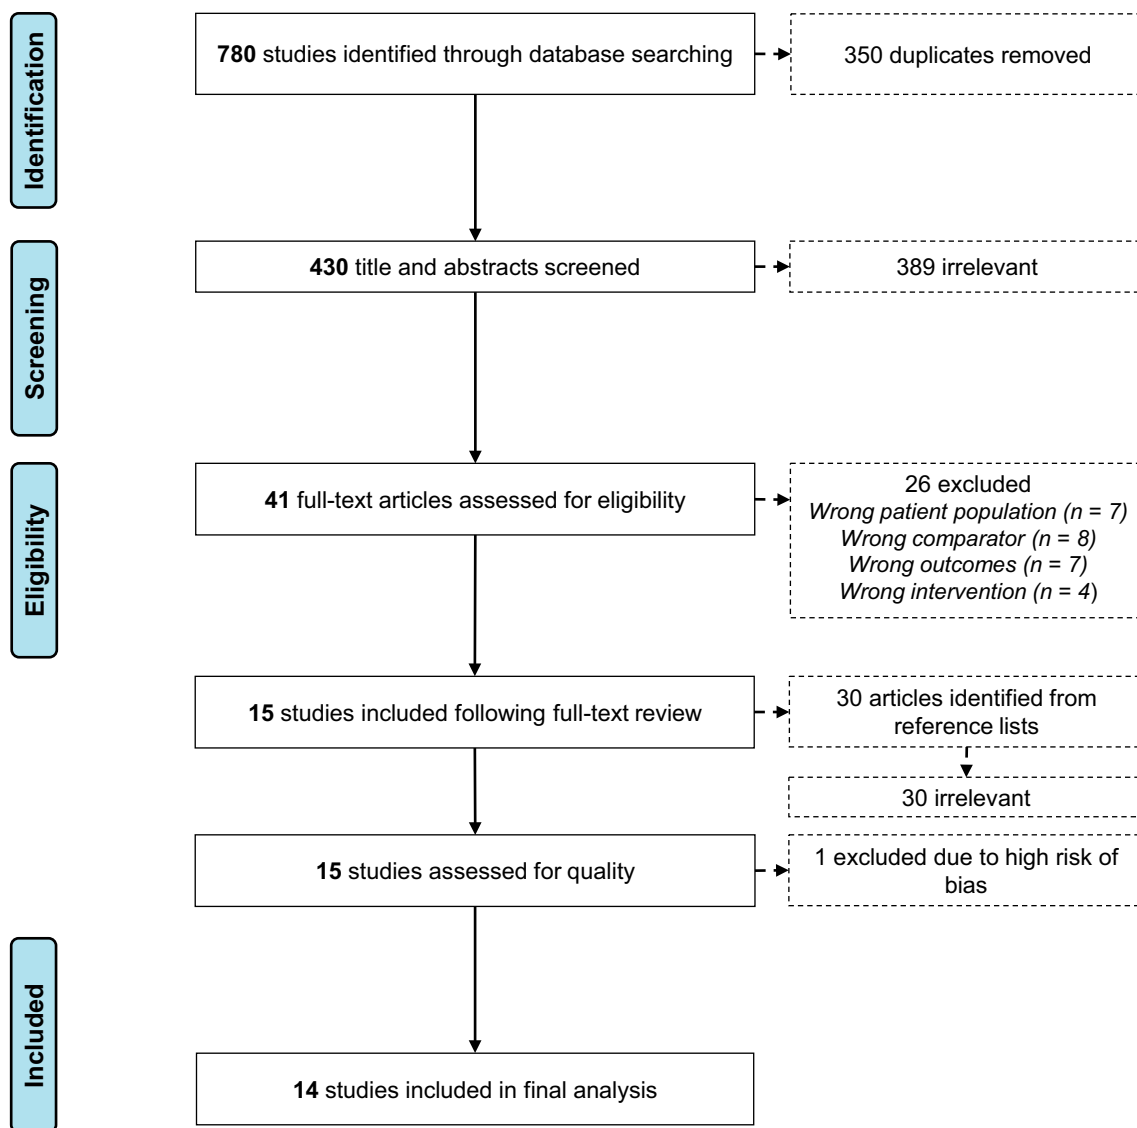 Identification
780 studies identified through database searching
350 duplicates removed
Screening
430 title and abstracts screened
389 irrelevant
Eligibility
41 full-text articles assessed for eligibility
26 excluded
Wrong patient population (n = 7)
Wrong comparator (n = 8)
Wrong outcomes (n = 7)
Wrong intervention (n = 4)
15 studies included following full-text review
30 articles identified from
reference lists
30 irrelevant
15 studies assessed for quality
1 excluded due to high risk of
bias
Included
14 studies included in final analysis